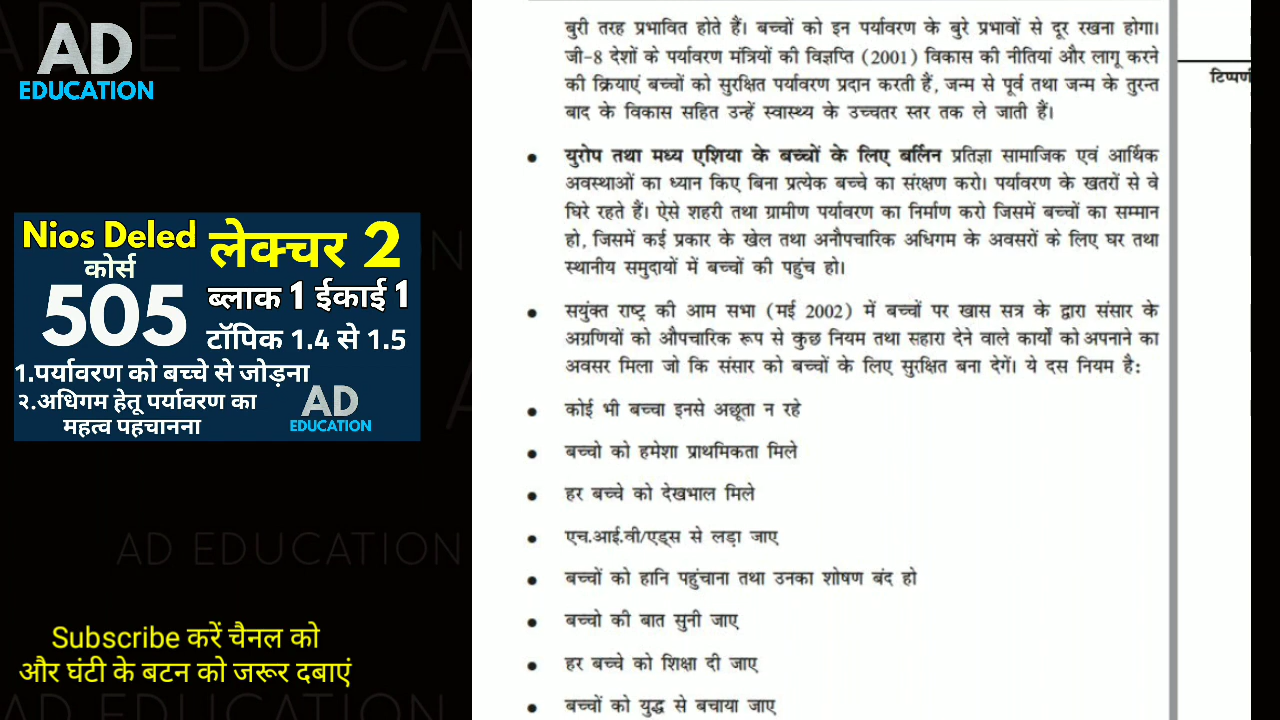 AD
EDUCATION
Nios Deled
कोर्स
505
लेक्चर 2
ब्लाक 1 ईकाई 1
टॉपिक 1.4 से 1.5
1.पर्यावरण को बच्चे से जोड़ना
२.अधिगम हेतू पर्यावरण का
महत्व पहचानना
AD
EDUCATION
AD EDUCATION
Subscribe करें चैनल को
और घंटी के बटन को जरूर दबाएं
AD EDUCATION
बुरी तरह प्रभावित होते हैं। बच्चों को इन पर्यावरण के बुरे प्रभावों से दूर रखना होगा।
जी-8 देशों के पर्यावरण मंत्रियों की विज्ञप्ति (2001) विकास की नीतियां और लागू करने
की क्रियाएं बच्चों को सुरक्षित पर्यावरण प्रदान करती हैं, जन्म से पूर्व तथा जन्म के तुरन्त
बाद के विकास सहित उन्हें स्वास्थ्य के उच्चतर स्तर तक ले जाती हैं।
टिप्पणी
• युरोप तथा मध्य एशिया के बच्चों के लिए बर्लिन प्रतिज्ञा सामाजिक एवं आर्थिक
अवस्थाओं का ध्यान किए बिना प्रत्येक बच्चे का संरक्षण करो। पर्यावरण के खतरों से वे
घिरे रहते हैं। ऐसे शहरी तथा ग्रामीण पर्यावरण का निर्माण करो जिसमें बच्चों का सम्मान
हो, जिसमें कई प्रकार के खेल तथा अनौपचारिक अधिगम के अवसरों के लिए घर तथा
स्थानीय समुदायों में बच्चों की पहुंच हो।
• सयुंक्त राष्ट्र की आम सभा (मई 2002) में बच्चों पर खास सत्र के द्वारा संसार के
अग्रणियों को औपचारिक रूप से कुछ नियम तथा सहारा देने वाले कार्यों को अपनाने का
अवसर मिला जो कि संसार को बच्चों के लिए सुरक्षित बना देगें। ये दस नियम है:
• कोई भी बच्चा इनसे अछूता न रहे
• बच्चो को हमेशा प्राथमिकता मिले
• हर बच्चे को देखभाल मिले
• एच.आई.वी/एड्स से लड़ा जाए
• बच्चों को हानि पहुंचाना तथा उनका शोषण बंद हो
• बच्चो की बात सुनी जाए
• हर बच्चे को शिक्षा दी जाए
• बच्चों को युद्ध से बचाया जाए